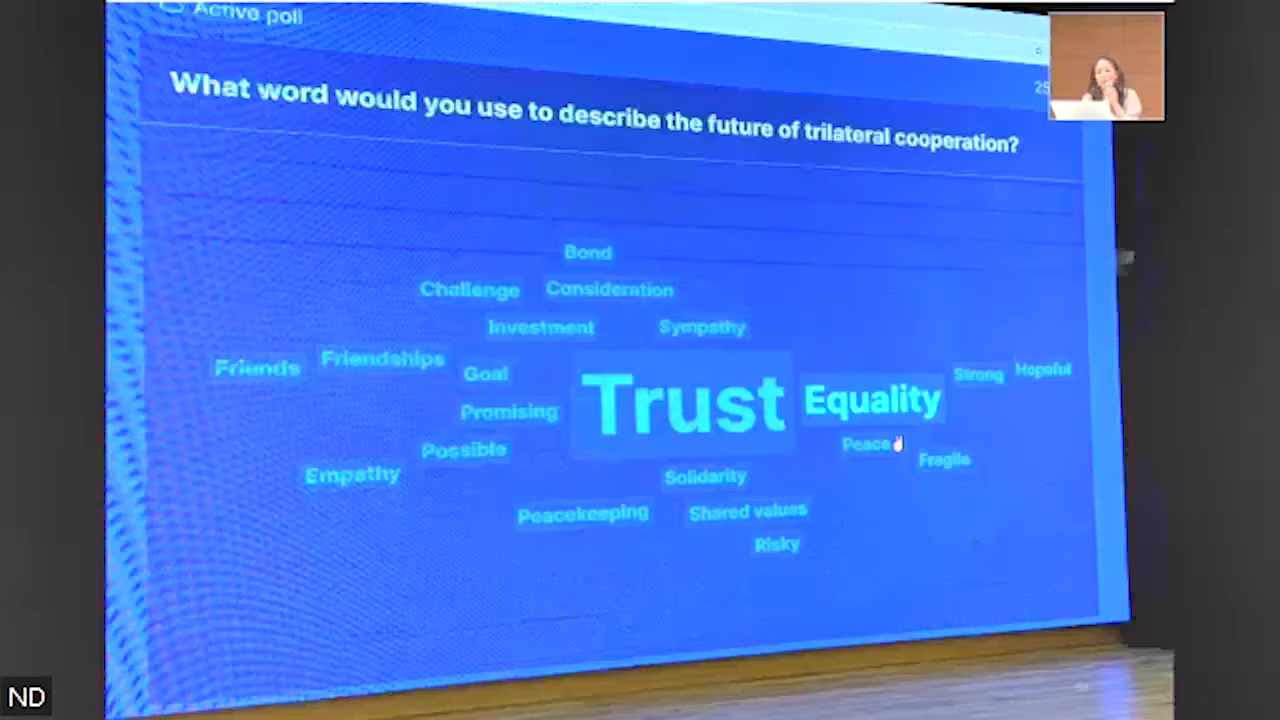 Active poll
25
What word would you use to describe the future of trilateral cooperation?
Bond
Challenge Consideration
Investment Sympathy
Friends Friendships Goal Trust Equality Strong Hopeful
Promising
Possible Peace✌🏻 Fragile
Empathy Solidarity
Peacekeeping Shared values
Risky
ND